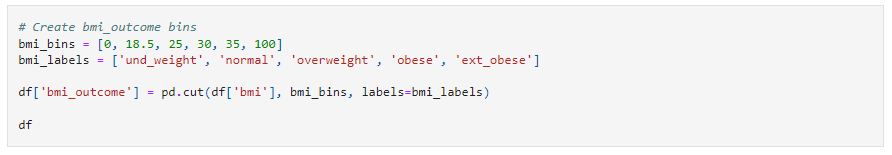 # Create bmi_outcome bins
bmi_bins = [0, 18.5, 25, 30, 35, 100]
bmi_labels = ['und_weight', 'normal', 'overweight', 'obese', 'ext_obese']
df['bmi_outcome'] = pd.cut(df['bmi'], bmi_bins, labels=bmi_labels)
df